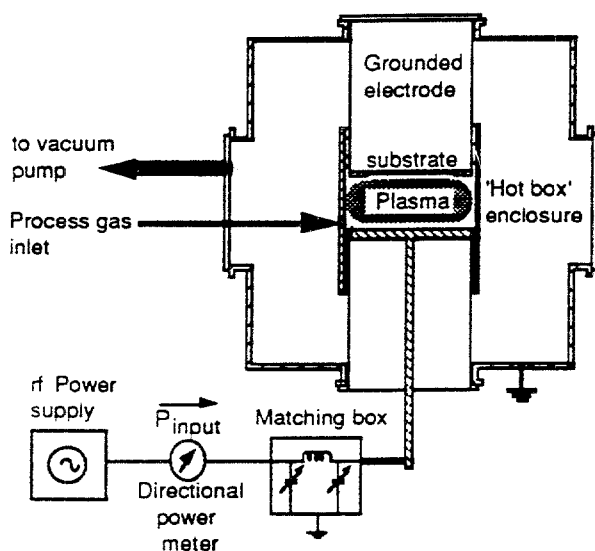 Grounded
electrode
to vacuum
pump
substrate
Plasma
'Hot box'
enclosure
Process gas
inlet
rf Power
supply
Pinput
Matching box
Directional
power
meter